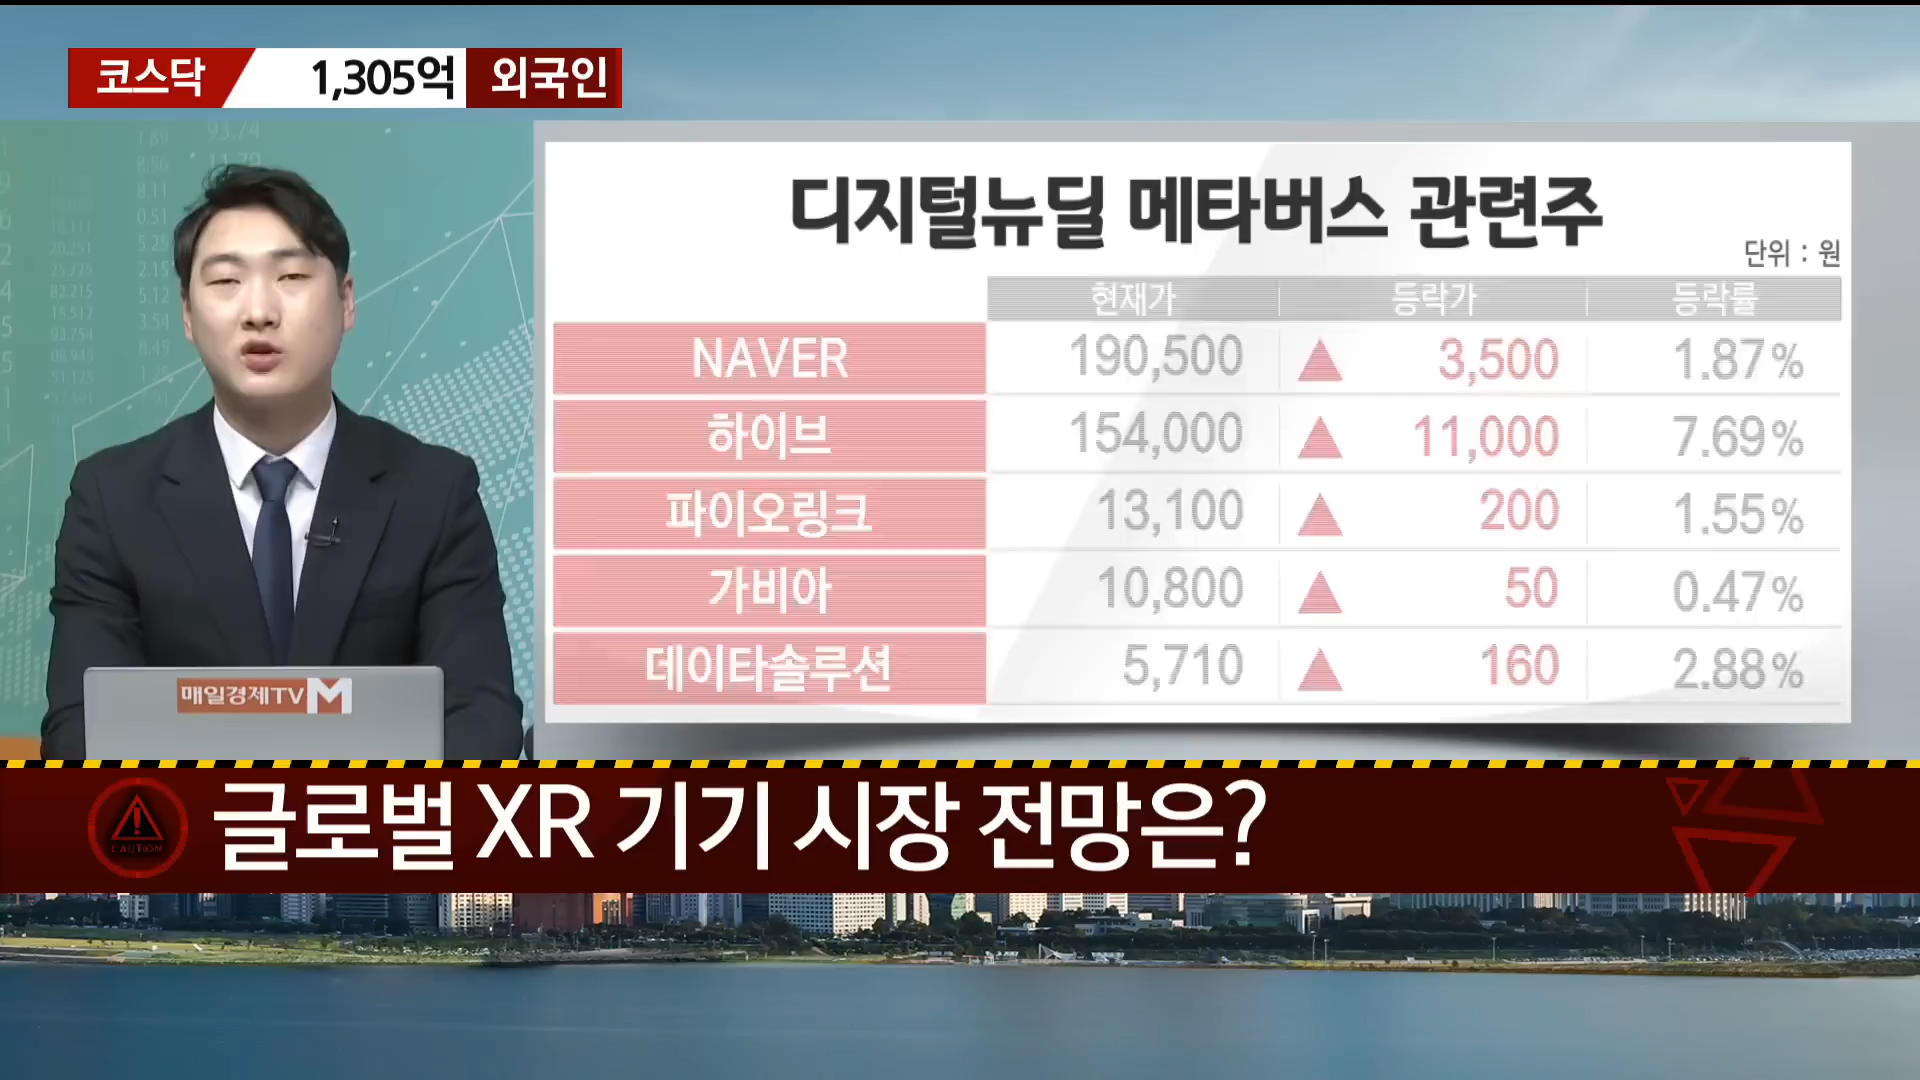 코스닥 1,305억 외국인
디지털뉴딜 메타버스 관련주
단위 : 원
현재가 등락가 등락률
NAVER 190,500 ▲ 3,500 1.87%
하이브 154,000 ▲ 11,000 7.69%
파이오링크 13,100 ▲ 200 1.55%
가비아 10,800 ▲ 50 0.47%
데이타솔루션 5,710 ▲ 160 2.88%
매일경제TV M
CAUTION
글로벌 XR 기기 시장 전망은?